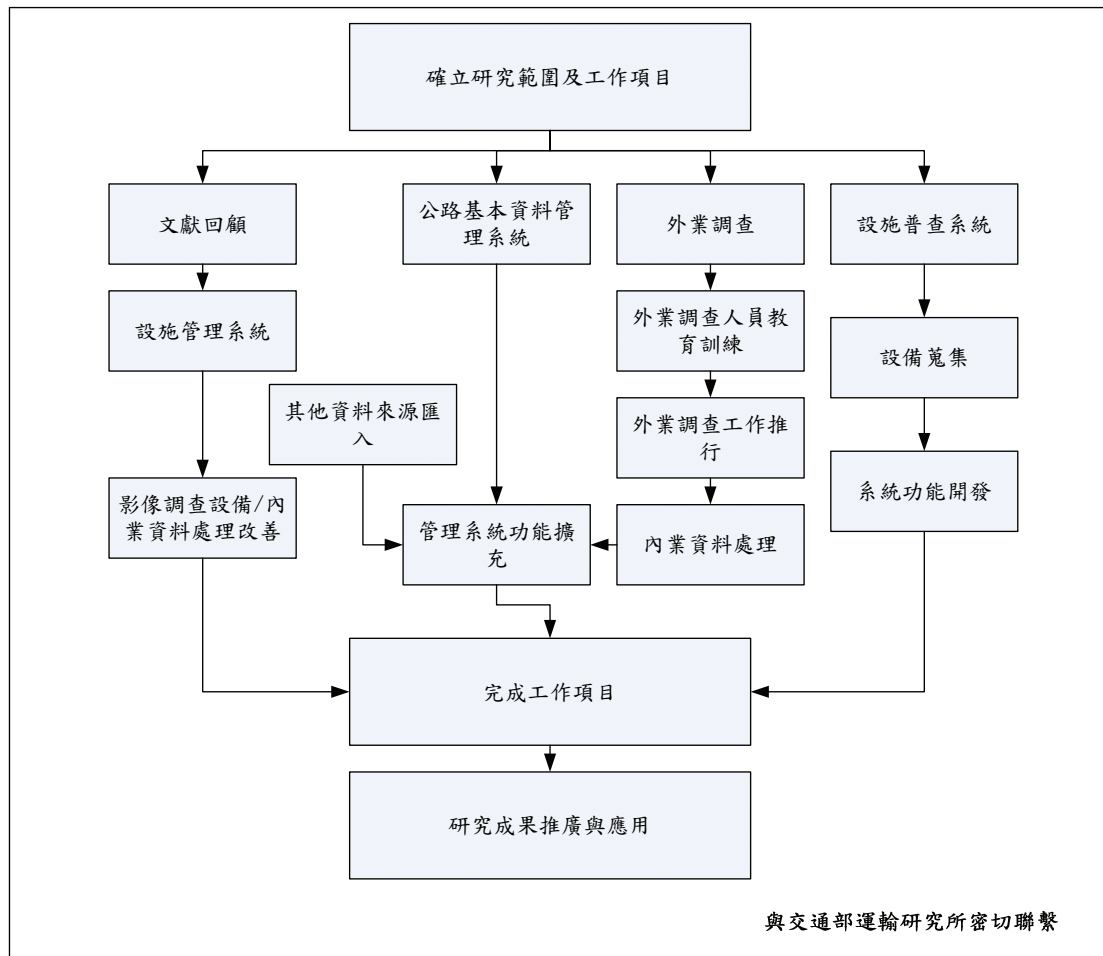 確立研究範圍及工作項目
文獻回顧
公路基本資料管
理系統
外業調查
設施普查系統
設施管理系統
外業調查人員教
育訓練
設備蒐集
其他資料來源匯
入
外業調查工作推
行
影像調查設備/內
業資料處理改善
系統功能開發
管理系統功能擴
充
內業資料處理
完成工作項目
研究成果推廣與應用
與交通部運輸研究所密切聯繫